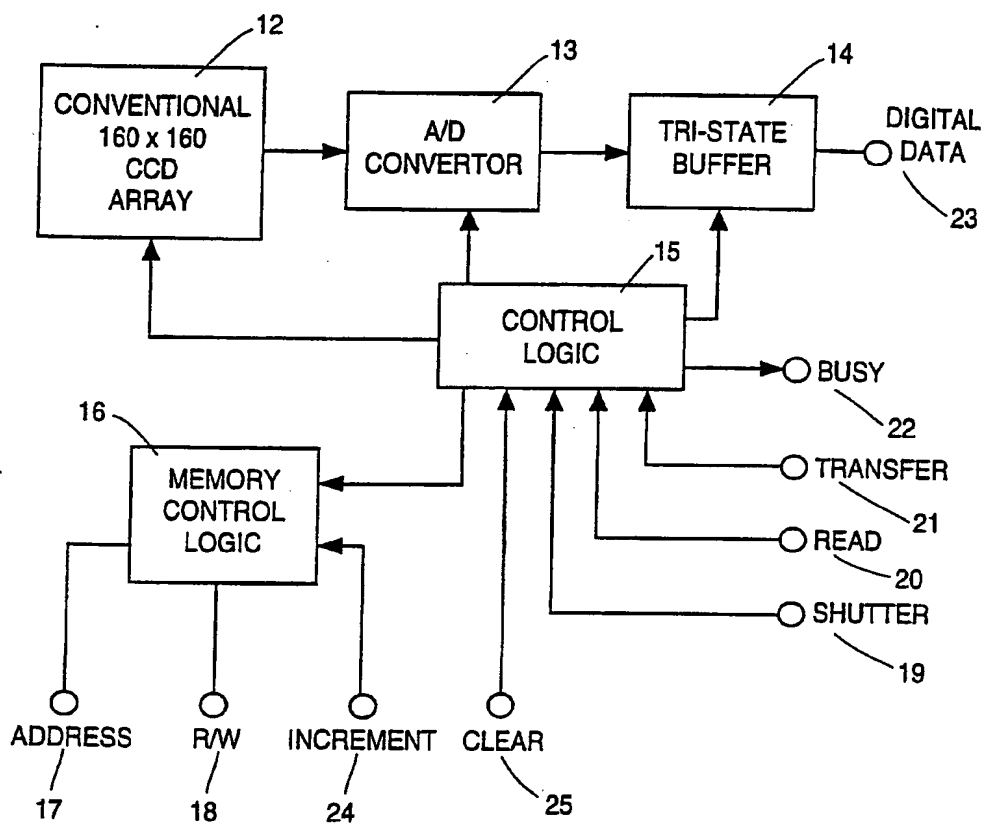 12
CONVENTIONAL
160 x 160
CCD
ARRAY
13
A/D
CONVERTOR
14
TRI-STATE
BUFFER
DIGITAL
DATA
23
15
CONTROL
LOGIC
BUSY
22
16
MEMORY
CONTROL
LOGIC
TRANSFER
21
READ
20
SHUTTER
19
ADDRESS
17
R/W
18
INCREMENT
24
CLEAR
25